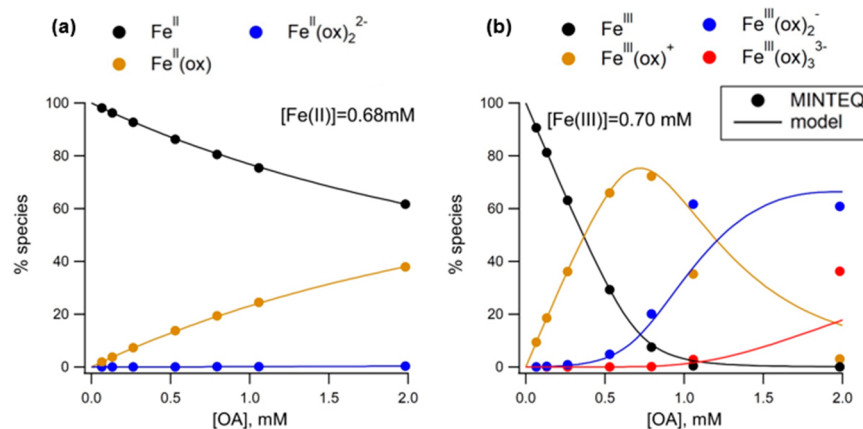 (a)
Fe^II
Fe^II(ox)_2^2-
Fe^II(ox)
[Fe(II)]=0.68mM
% species
100
80
60
40
20
0
0.0 0.5 1.0 1.5 2.0
[OA], mM
(b)
Fe^III
Fe^III(ox)_2^-
Fe^III(ox)^+
Fe^III(ox)_3^3-
MINTEQ
model
[Fe(III)]=0.70 mM
% species
100
80
60
40
20
0
0.0 0.5 1.0 1.5 2.0
[OA], mM